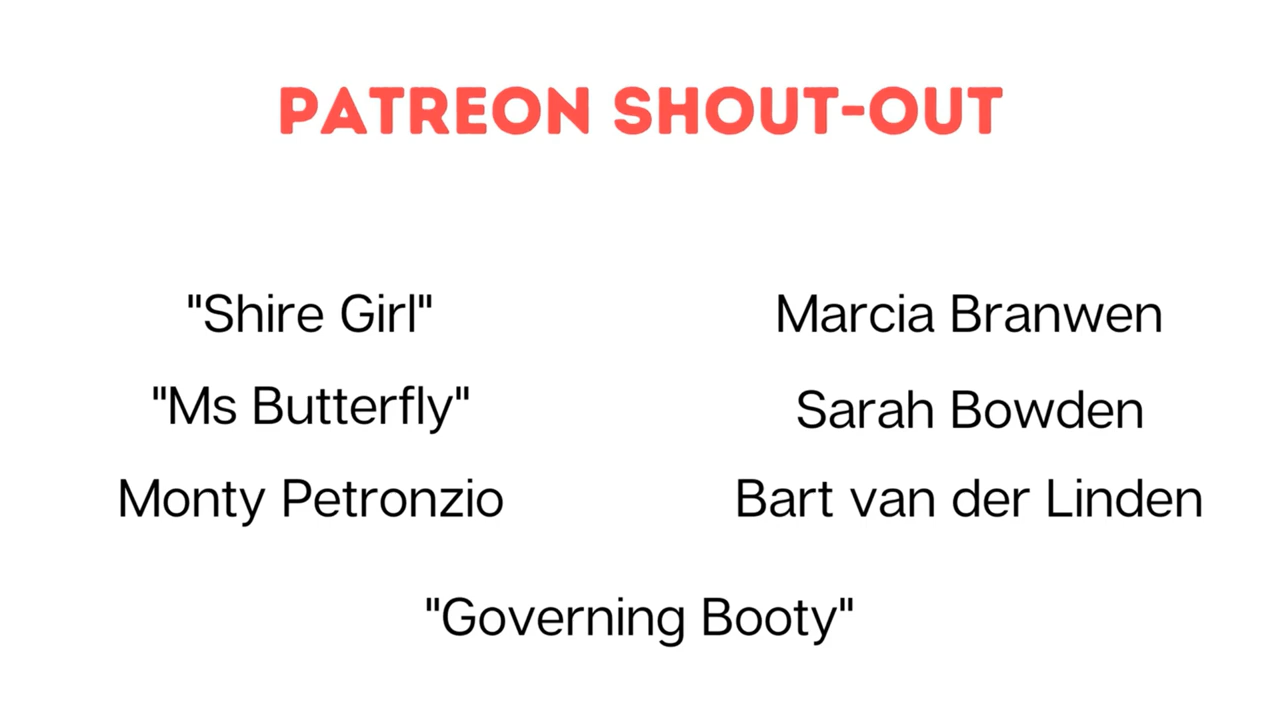 PATREON SHOUT-OUT
"Shire Girl"
Marcia Branwen
"Ms Butterfly"
Sarah Bowden
Monty Petronzio
Bart van der Linden
"Governing Booty"